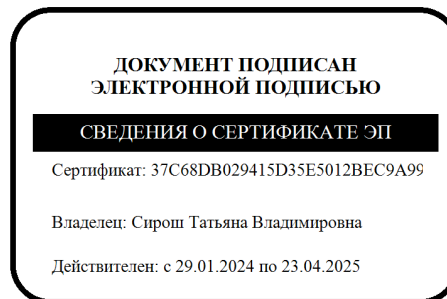 ДОКУМЕНТ ПОДПИСАН
ЭЛЕКТРОННОЙ ПОДПИСЬЮ
СВЕДЕНИЯ О СЕРТИФИКАТЕ ЭП
Сертификат: 37C68DB029415D35E5012BEC9A99
Владелец: Сирош Татьяна Владимировна
Действителен: с 29.01.2024 по 23.04.2025